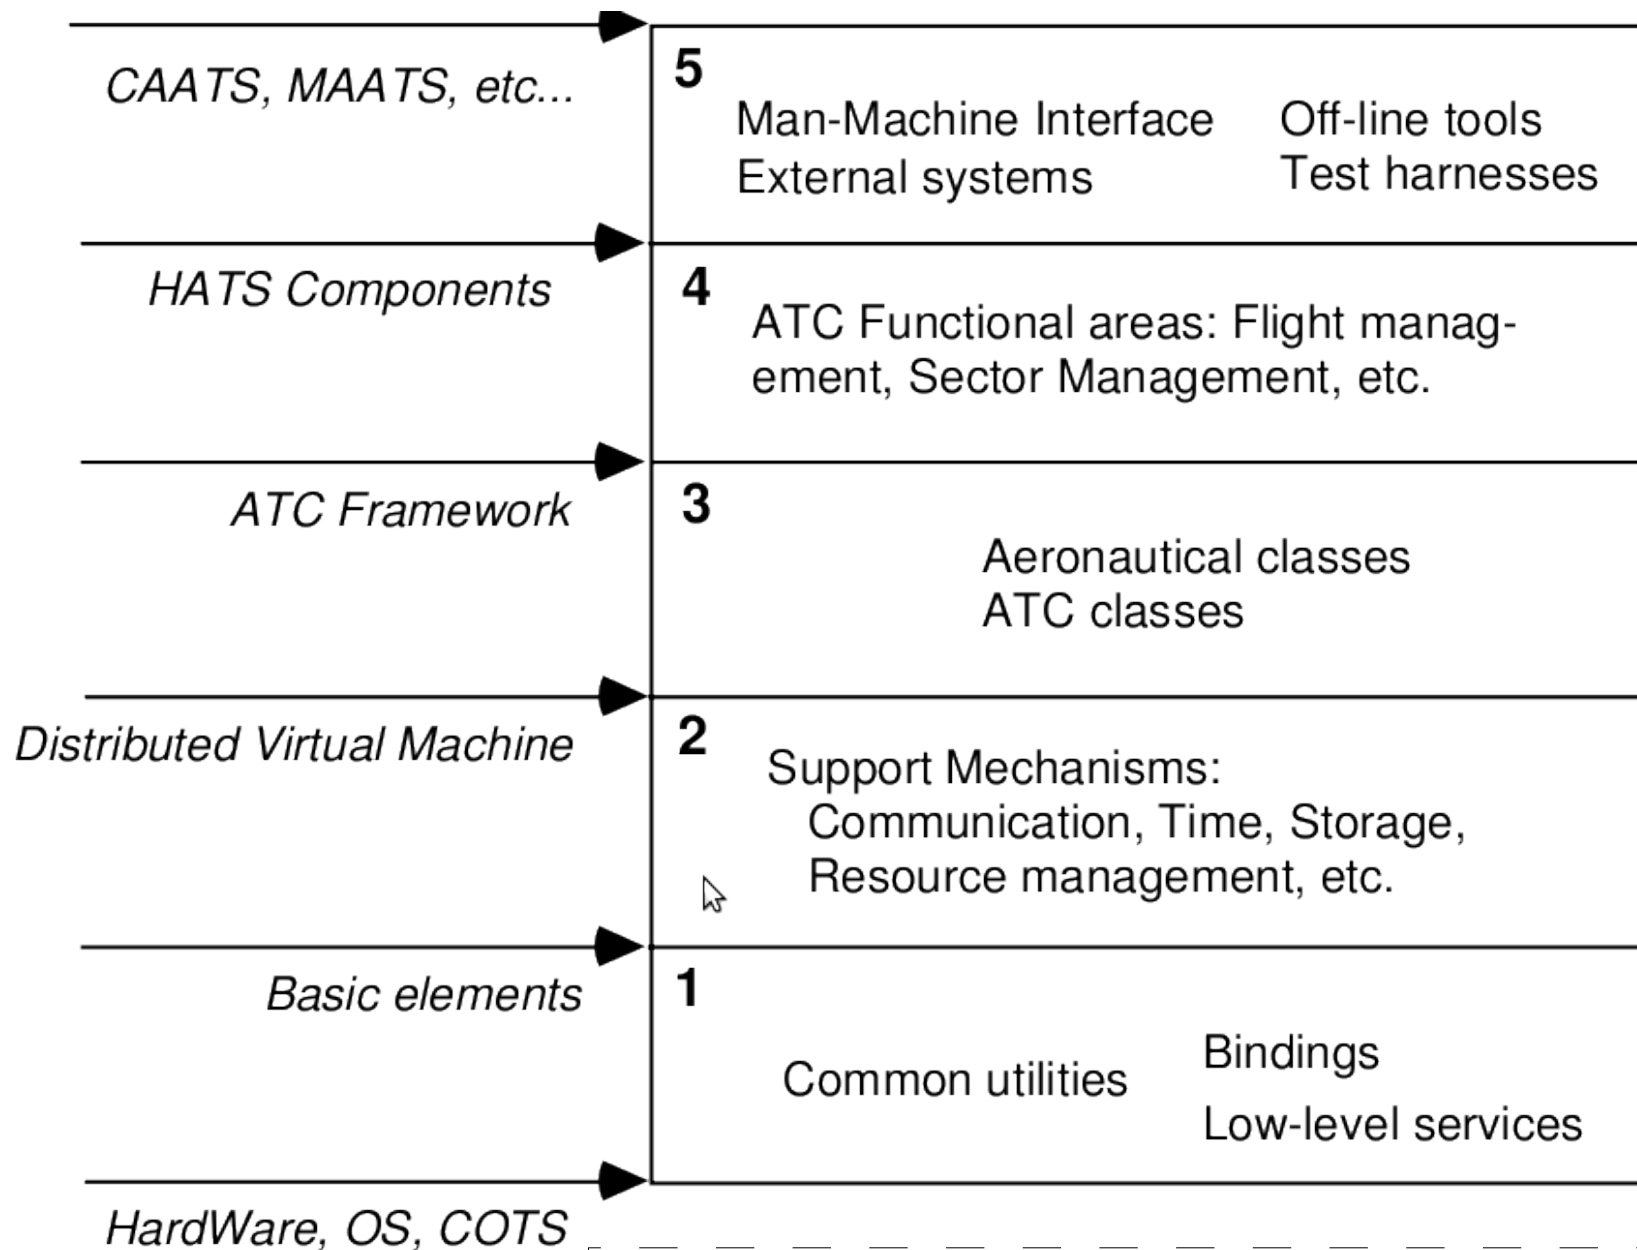 CAATS, MAATS, etc...
5
Man-Machine Interface
External systems
Off-line tools
Test harnesses
HATS Components
4
ATC Functional areas: Flight manag-
ement, Sector Management, etc.
ATC Framework
3
Aeronautical classes
ATC classes
Distributed Virtual Machine
2
Support Mechanisms:
Communication, Time, Storage,
Resource management, etc.
Basic elements
1
Common utilities
Bindings
Low-level services
HardWare, OS, COTS